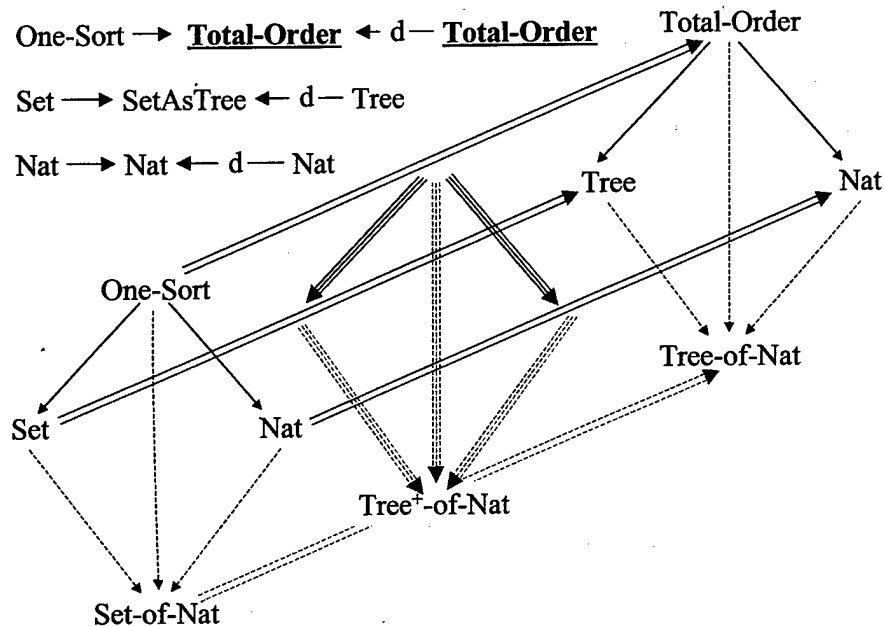 One-Sort → Total-Order ← d — Total-Order
Total-Order
Set → SetAsTree ← d — Tree
Nat → Nat ← d — Nat
Tree
Nat
One-Sort
Tree-of-Nat
Set
Nat
Tree⁺-of-Nat
Set-of-Nat